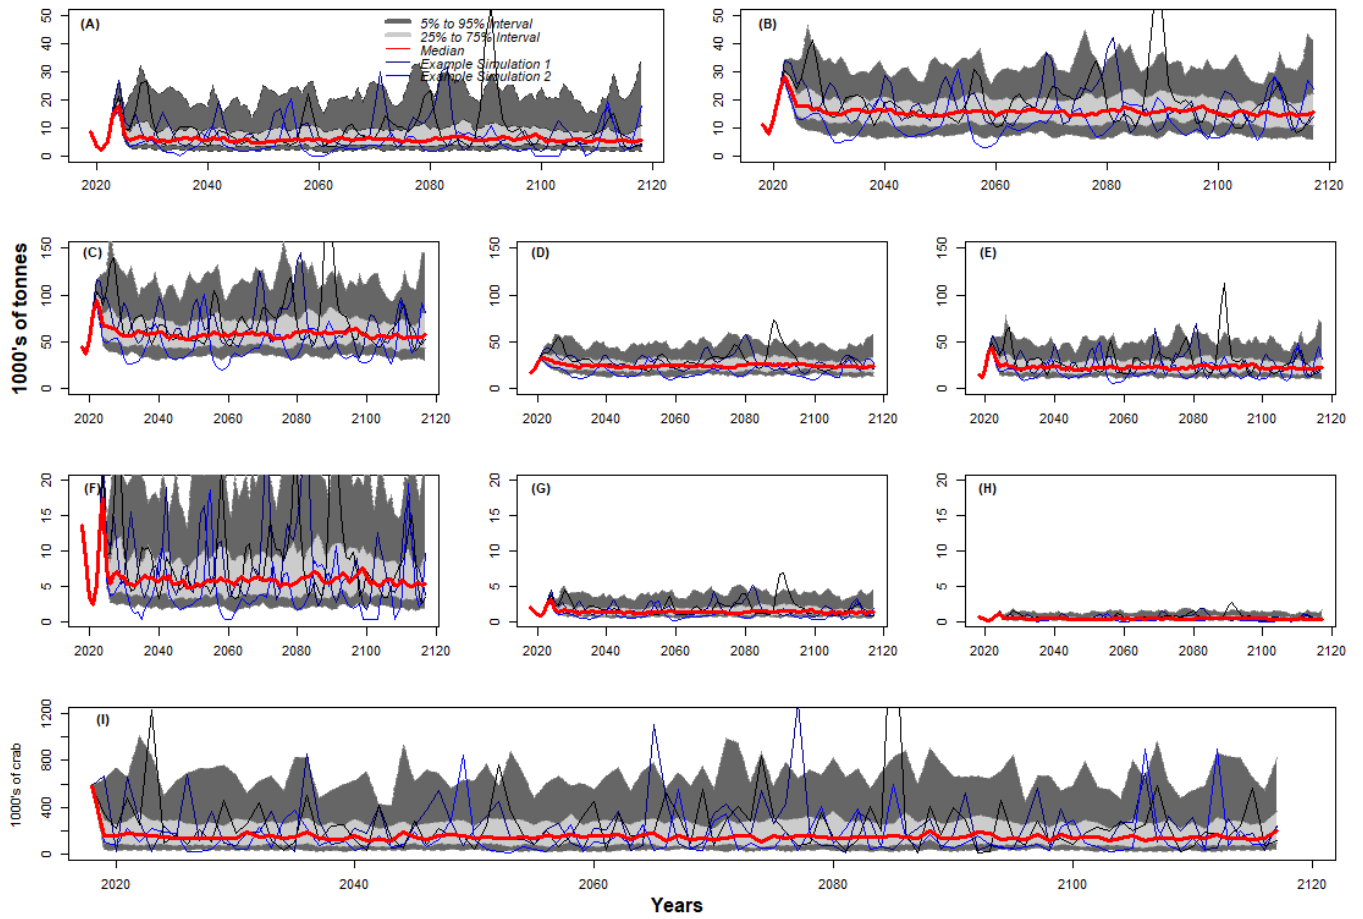 (A)
5% to 95% Interval
25% to 75% Interval
Median
Example Simulation 1
Example Simulation 2
0 10 20 30 40 50
2020 2040 2060 2080 2100 2120
(B)
0 10 20 30 40 50
2020 2040 2060 2080 2100 2120
1000's of tonnes
(C)
0 50 100 150
2020 2040 2060 2080 2100 2120
(D)
0 50 100 150
2020 2040 2060 2080 2100 2120
(E)
0 50 100 150
2020 2040 2060 2080 2100 2120
(F)
0 5 10 15 20
2020 2040 2060 2080 2100 2120
(G)
0 5 10 15 20
2020 2040 2060 2080 2100 2120
(H)
0 5 10 15 20
2020 2040 2060 2080 2100 2120
1000's of crab
(I)
0 400 800 1200
2020 2040 2060 2080 2100 2120
Years